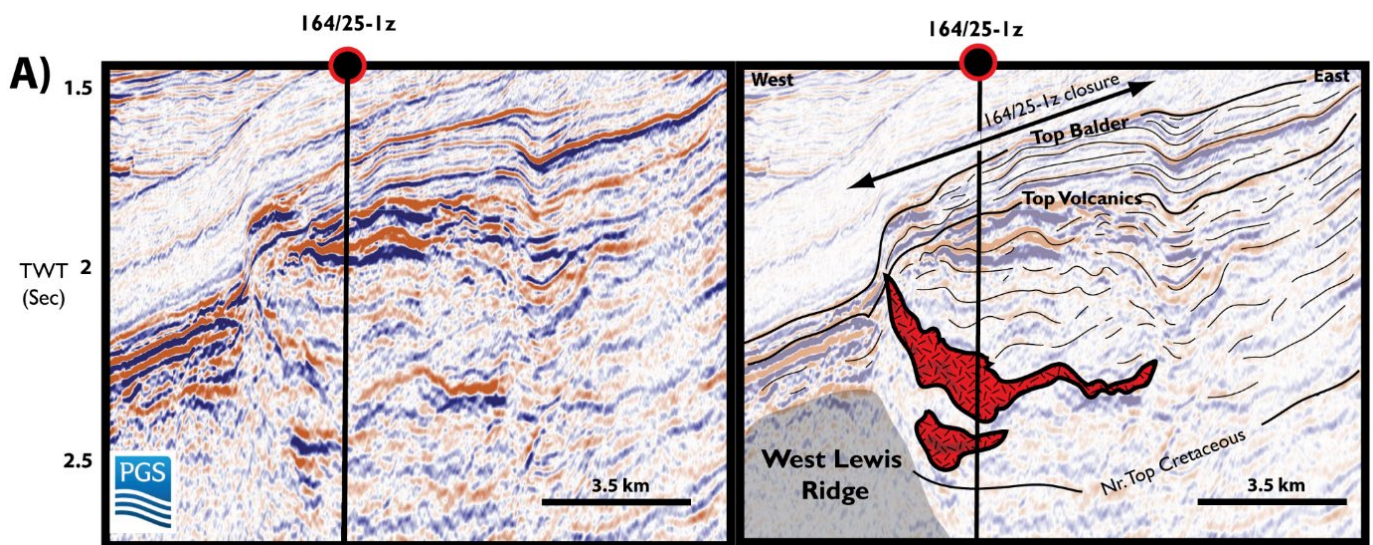 164/25-1z
164/25-1z
A)
1.5
2
2.5
TWT
(Sec)
PGS
3.5 km
West
East
164/25-1z closure
Top Balder
Top Volcanics
West Lewis
Ridge
Nr. Top Cretaceous
3.5 km